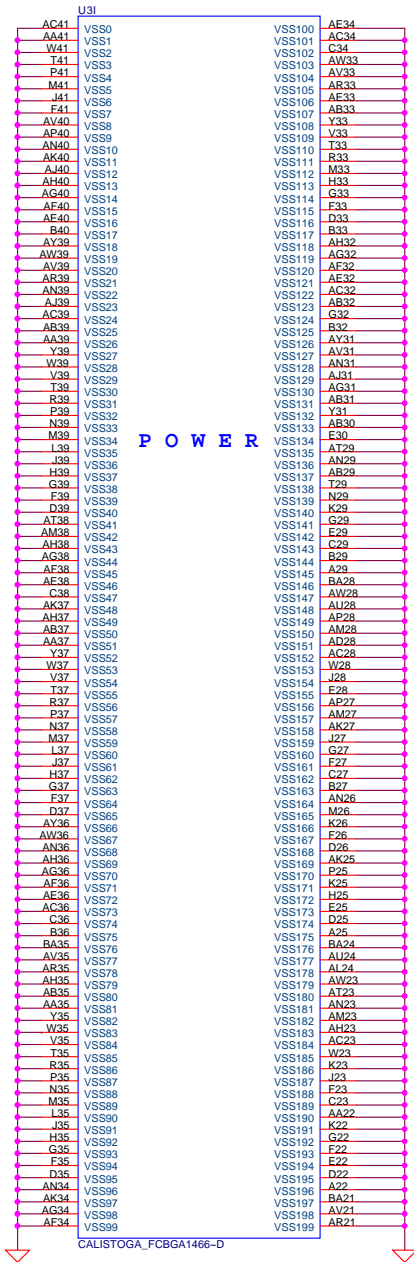 U3I
AC41 VSS0 VSS100 AE34
AA41 VSS1 VSS101 AC34
W41 VSS2 VSS102 C34
T41 VSS3 VSS103 AW33
P41 VSS4 VSS104 AV33
M41 VSS5 VSS105 AR33
J41 VSS6 VSS106 AE33
F41 VSS7 VSS107 AB33
AV40 VSS8 VSS108 Y33
AP40 VSS9 VSS109 V33
AN40 VSS10 VSS110 T33
AK40 VSS11 VSS111 R33
AJ40 VSS12 VSS112 M33
AH40 VSS13 VSS113 H33
AG40 VSS14 VSS114 G33
AF40 VSS15 VSS115 F33
AE40 VSS16 VSS116 D33
B40 VSS17 VSS117 B33
AY39 VSS18 VSS118 AH32
AW39 VSS19 VSS119 AG32
AV39 VSS20 VSS120 AF32
AR39 VSS21 VSS121 AE32
AN39 VSS22 VSS122 AC32
AJ39 VSS23 VSS123 AB32
AC39 VSS24 VSS124 G32
AB39 VSS25 VSS125 B32
AA39 VSS26 VSS126 AY31
Y39 VSS27 VSS127 AV31
W39 VSS28 VSS128 AN31
V39 VSS29 VSS129 AJ31
T39 VSS30 VSS130 AG31
R39 VSS31 VSS131 AB31
P39 VSS32 VSS132 Y31
N39 VSS33 VSS133 AB30
M39 VSS34 VSS134 E30
POWER
L39 VSS35 VSS135 AT29
J39 VSS36 VSS136 AN29
H39 VSS37 VSS137 AB29
G39 VSS38 VSS138 T29
F39 VSS39 VSS139 N29
D39 VSS40 VSS140 K29
AT38 VSS41 VSS141 G29
AM38 VSS42 VSS142 E29
AH38 VSS43 VSS143 C29
AG38 VSS44 VSS144 B29
AF38 VSS45 VSS145 A29
AE38 VSS46 VSS146 BA28
C38 VSS47 VSS147 AW28
AK37 VSS48 VSS148 AU28
AH37 VSS49 VSS149 AP28
AB37 VSS50 VSS150 AM28
AA37 VSS51 VSS151 AD28
Y37 VSS52 VSS152 AC28
W37 VSS53 VSS153 W28
V37 VSS54 VSS154 J28
T37 VSS55 VSS155 E28
R37 VSS56 VSS156 AP27
P37 VSS57 VSS157 AM27
N37 VSS58 VSS158 AK27
M37 VSS59 VSS159 J27
L37 VSS60 VSS160 G27
J37 VSS61 VSS161 F27
H37 VSS62 VSS162 C27
G37 VSS63 VSS163 B27
F37 VSS64 VSS164 AN26
D37 VSS65 VSS165 M26
AY36 VSS66 VSS166 K26
AW36 VSS67 VSS167 F26
AN36 VSS68 VSS168 D26
AH36 VSS69 VSS169 AK25
AG36 VSS70 VSS170 P25
AF36 VSS71 VSS171 K25
AE36 VSS72 VSS172 H25
AC36 VSS73 VSS173 E25
C36 VSS74 VSS174 D25
B36 VSS75 VSS175 A25
BA35 VSS76 VSS176 BA24
AV35 VSS77 VSS177 AU24
AR35 VSS78 VSS178 AL24
AH35 VSS79 VSS179 AW23
AB35 VSS80 VSS180 AT23
AA35 VSS81 VSS181 AN23
Y35 VSS82 VSS182 AM23
W35 VSS83 VSS183 AH23
V35 VSS84 VSS184 AC23
T35 VSS85 VSS185 W23
R35 VSS86 VSS186 K23
P35 VSS87 VSS187 J23
N35 VSS88 VSS188 F23
M35 VSS89 VSS189 C23
L35 VSS90 VSS190 AA22
J35 VSS91 VSS191 K22
H35 VSS92 VSS192 G22
G35 VSS93 VSS193 F22
F35 VSS94 VSS194 E22
D35 VSS95 VSS195 D22
AN34 VSS96 VSS196 A22
AK34 VSS97 VSS197 BA21
AG34 VSS98 VSS198 AV21
AF34 VSS99 VSS199 AR21
CALISTOGA_FCBGA1466~D